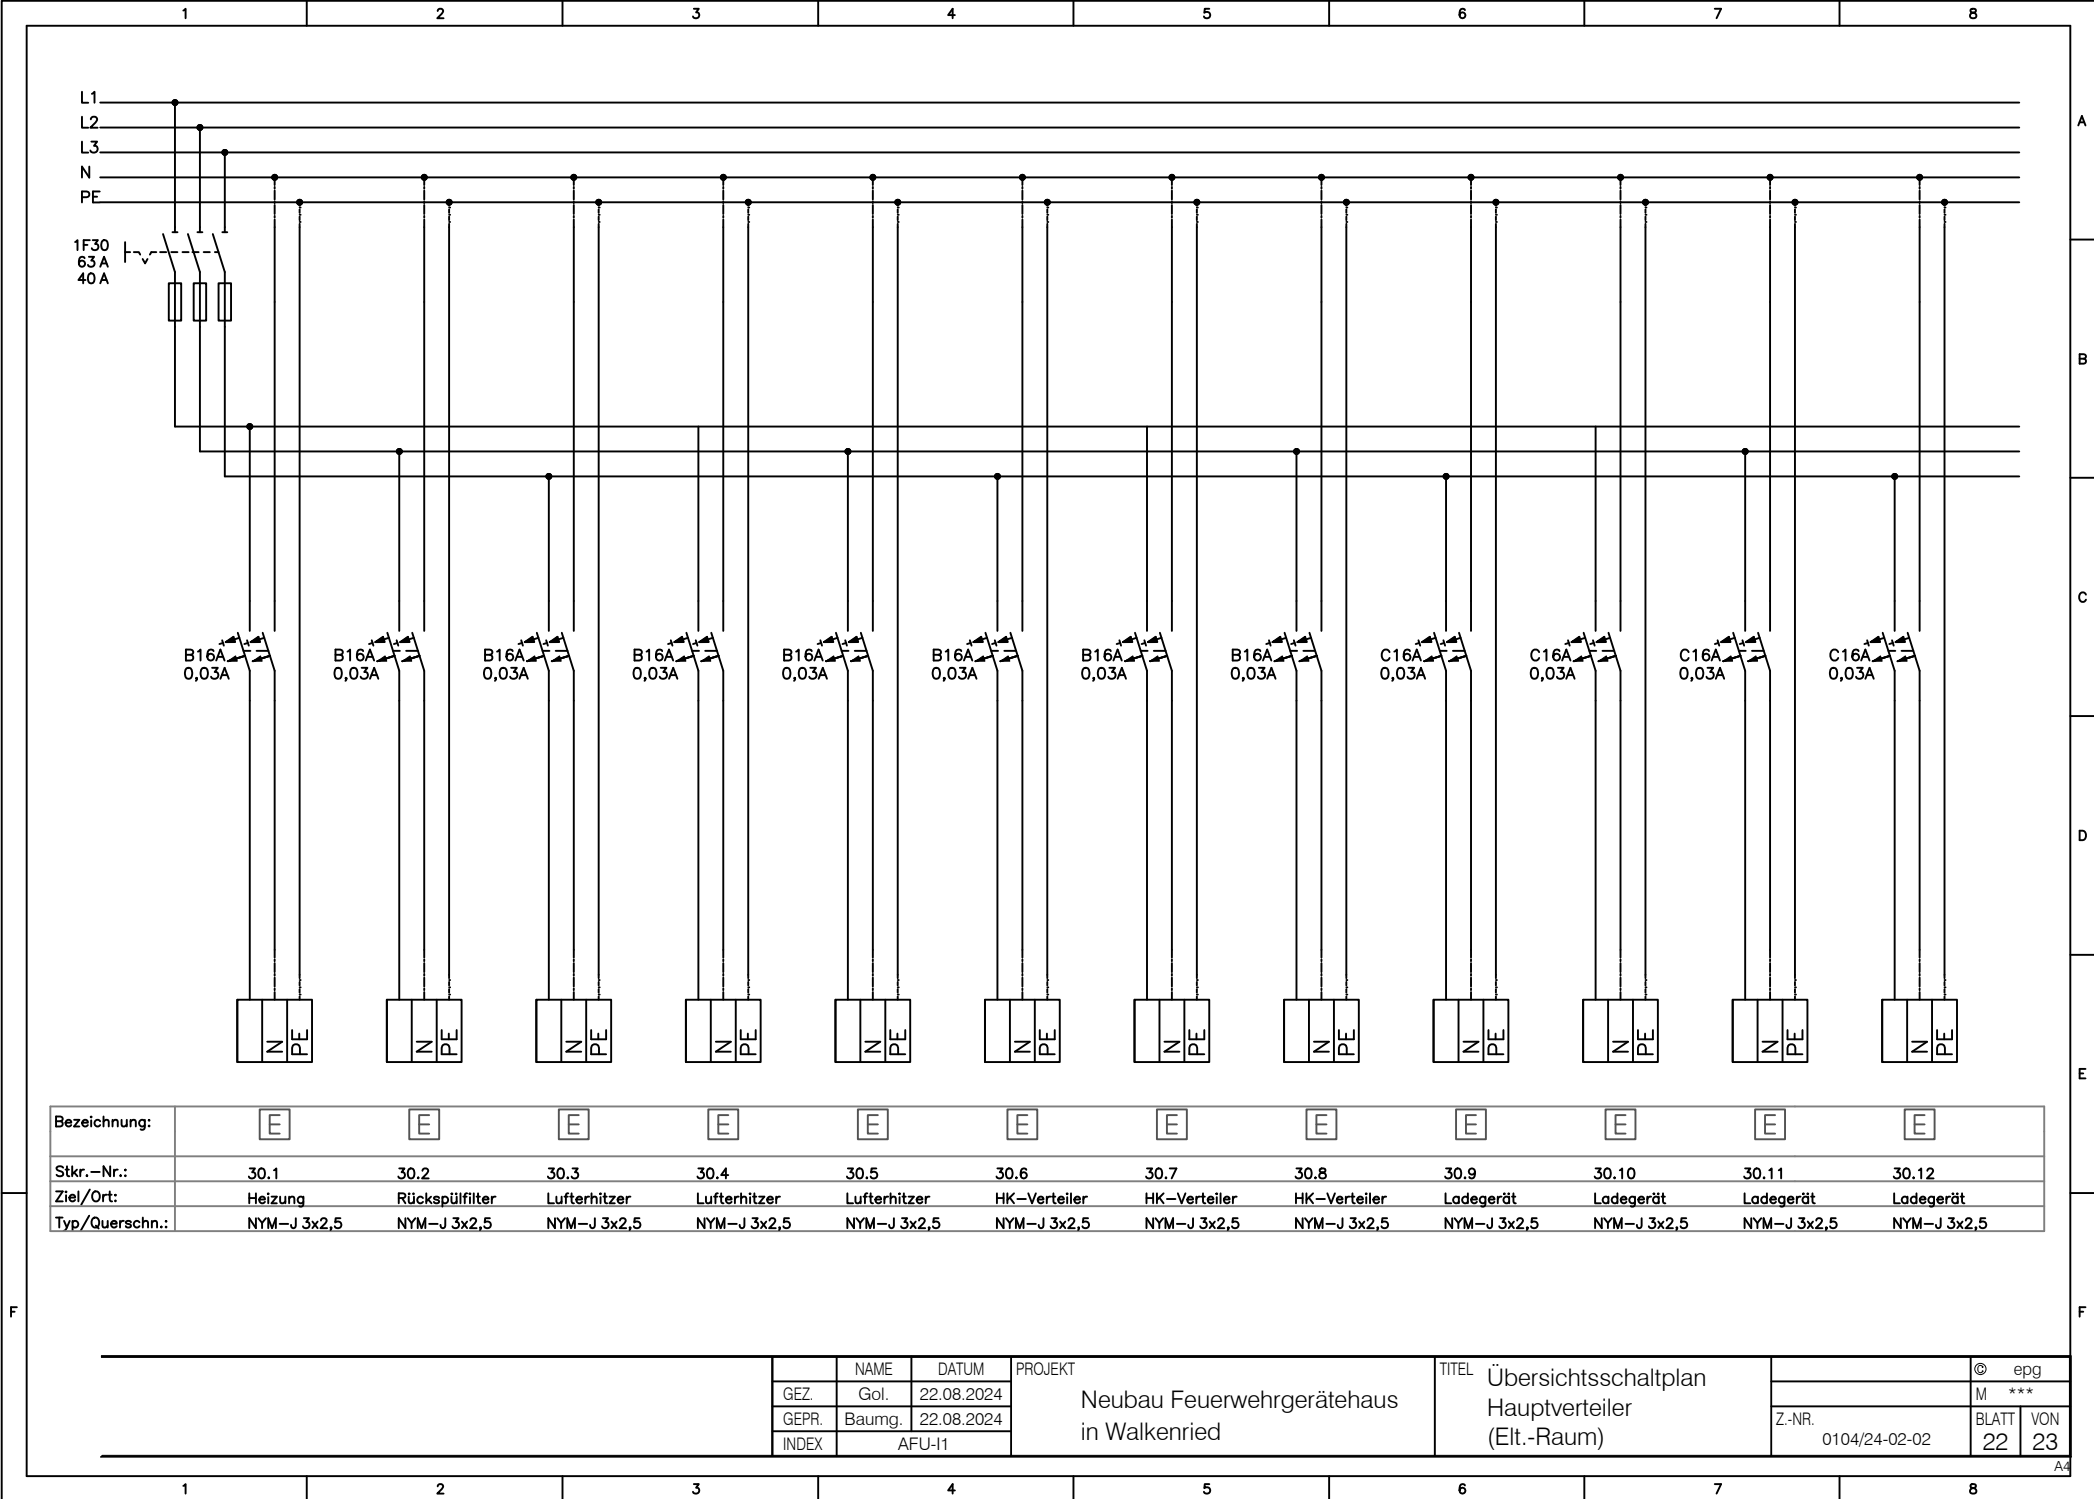 1 2 3 4 5 6 7 8
L1
L2
L3
N
PE
A
1F30
63 A
40 A
B
B16A B16A B16A B16A B16A B16A B16A B16A C16A C16A C16A C16A
0,03A 0,03A 0,03A 0,03A 0,03A 0,03A 0,03A 0,03A 0,03A 0,03A 0,03A 0,03A
C
D
N PE N PE N PE N PE N PE N PE N PE N PE N PE N PE N PE N PE
E
Bezeichnung: E E E E E E E E E E E E
Stkr.-Nr.: 30.1 30.2 30.3 30.4 30.5 30.6 30.7 30.8 30.9 30.10 30.11 30.12
Ziel/Ort: Heizung Rückspülfilter Lufterhitzer Lufterhitzer Lufterhitzer HK-Verteiler HK-Verteiler HK-Verteiler Ladegerät Ladegerät Ladegerät Ladegerät
Typ/Querschn.: NYM-J 3x2,5 NYM-J 3x2,5 NYM-J 3x2,5 NYM-J 3x2,5 NYM-J 3x2,5 NYM-J 3x2,5 NYM-J 3x2,5 NYM-J 3x2,5 NYM-J 3x2,5 NYM-J 3x2,5 NYM-J 3x2,5 NYM-J 3x2,5
F F
NAME DATUM
GEZ. Gol. 22.08.2024
GEPR. Baumg. 22.08.2024
INDEX AFU-I1
PROJEKT
Neubau Feuerwehrgerätehaus
in Walkenried
TITEL Übersichtsschaltplan
Hauptverteiler
(Elt.-Raum)
Z.-NR.
0104/24-02-02
© epg
M ***
BLATT VON
22 23
A4
1 2 3 4 5 6 7 8